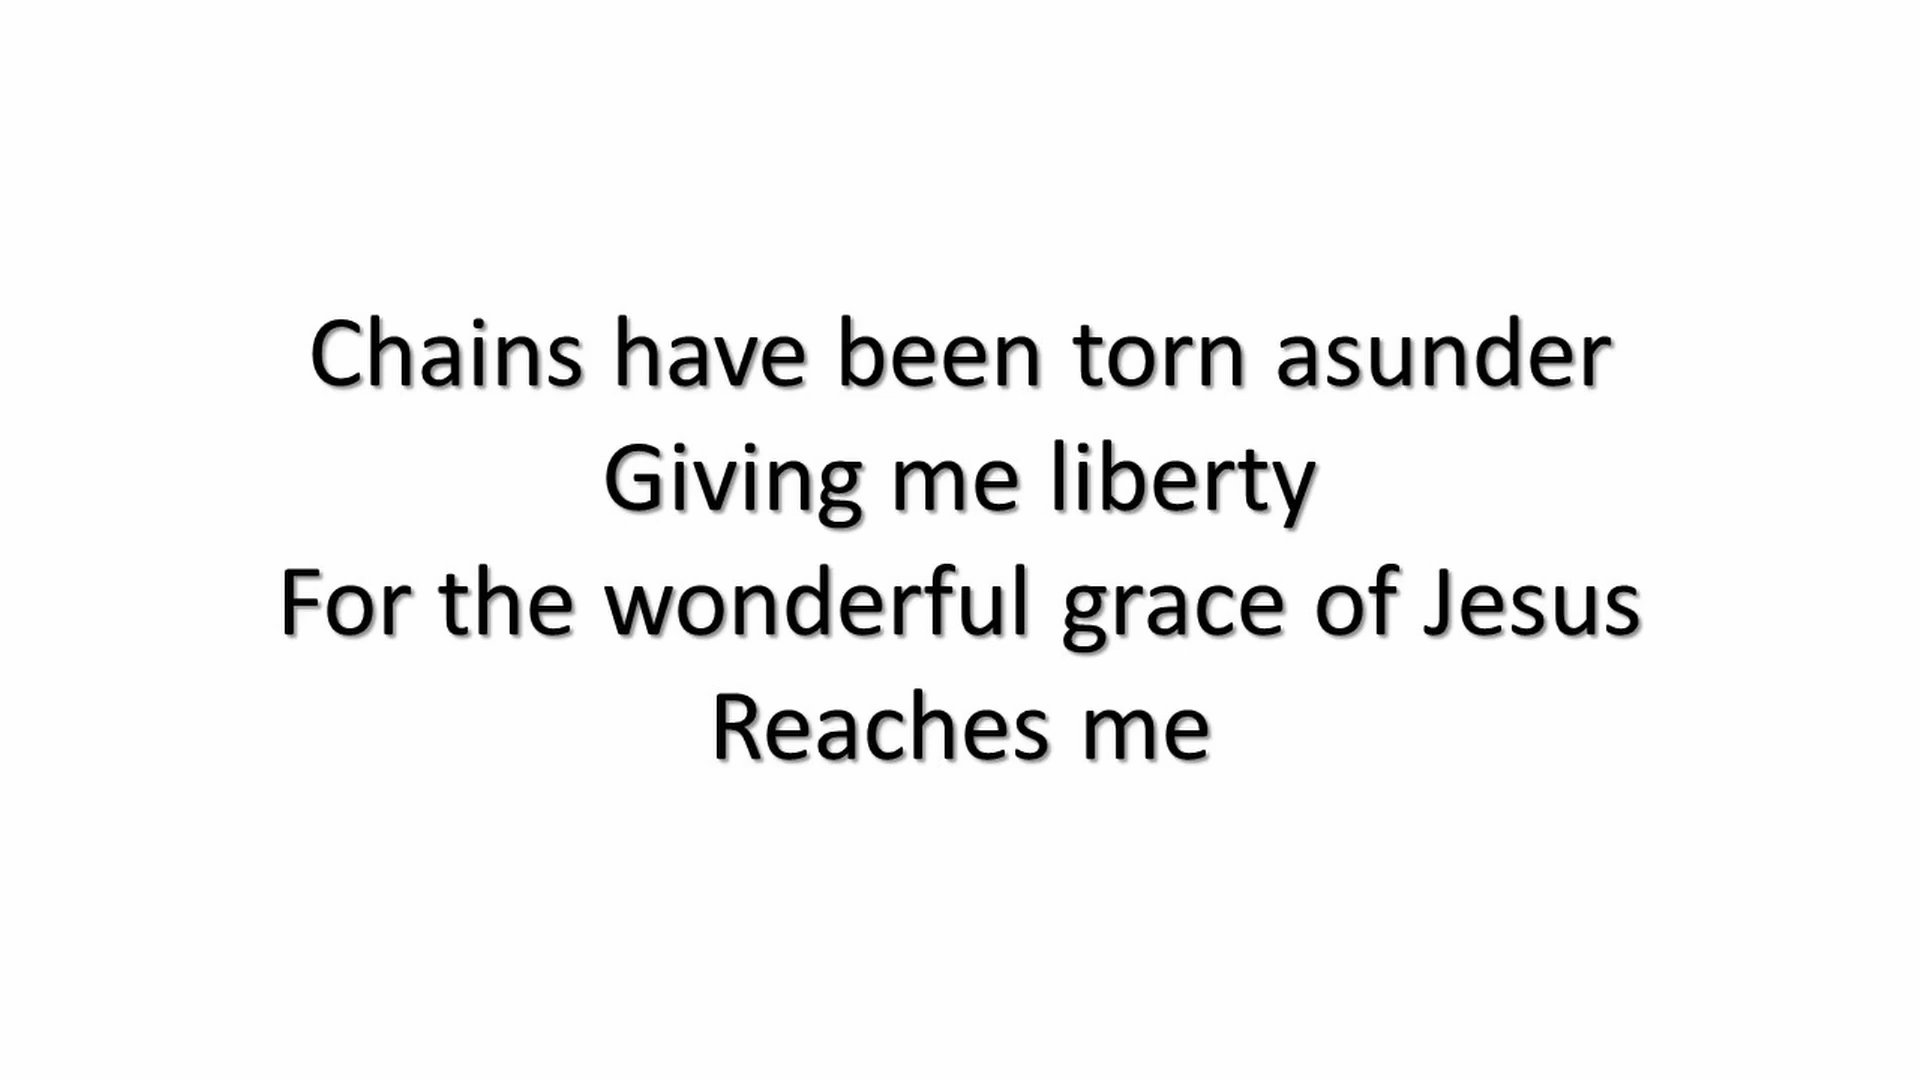 Chains have been torn asunder
Giving me liberty
For the wonderful grace of Jesus
Reaches me